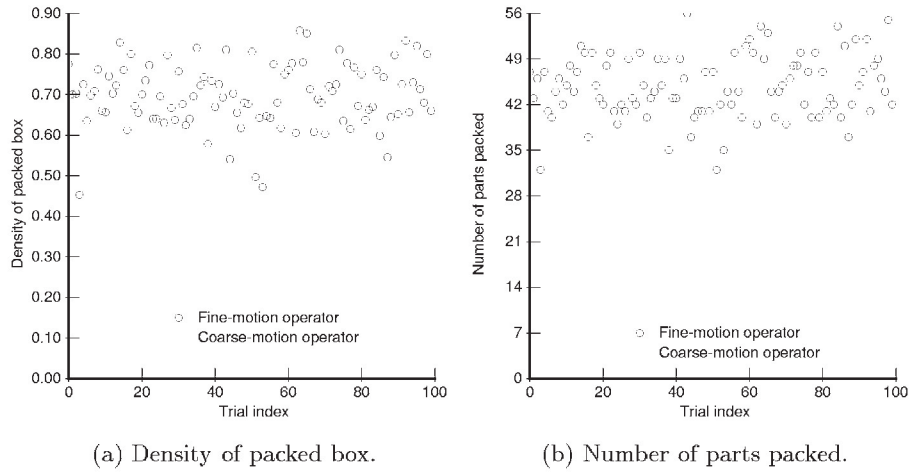 0.90
0.80
0.70
0.60
0.50
0.40
0.30
0.20
0.10
0.00
Density of packed box
Fine-motion operator
Coarse-motion operator
0 20 40 60 80 100
Trial index
(a) Density of packed box.
56
49
42
35
28
21
14
7
0
Number of parts packed
Fine-motion operator
Coarse-motion operator
0 20 40 60 80 100
Trial index
(b) Number of parts packed.